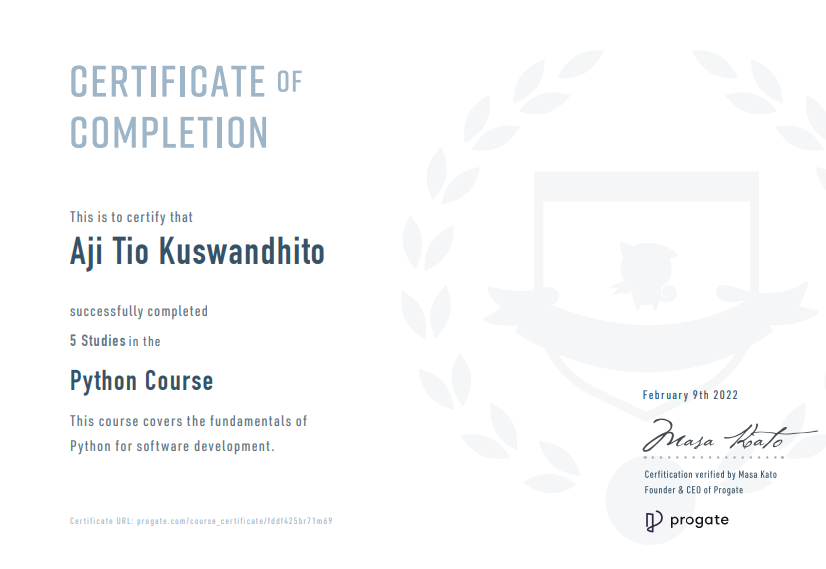 CERTIFICATE OF
COMPLETION
This is to certify that
Aji Tio Kuswandhito
successfully completed
5 Studies in the
Python Course
This course covers the fundamentals of
Python for software development.
Certificate URL: progate.com/course_certificate/fddf425br71m69
February 9th 2022
Masa Kato
Cerfitication verified by Masa Kato
Founder & CEO of Progate
progate